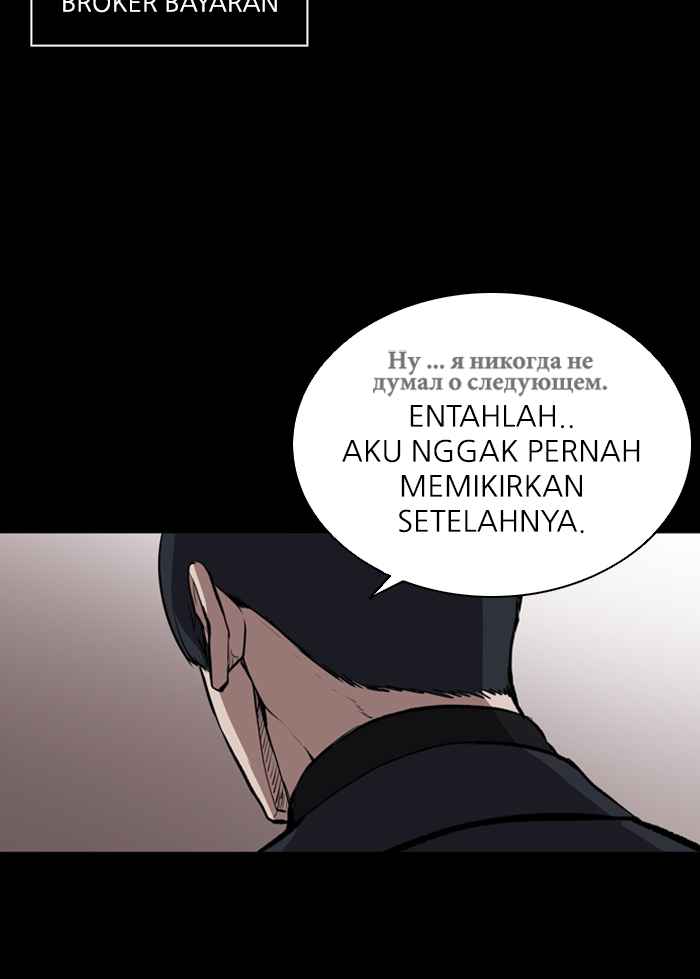 BROKER BAYARAN
Ну ... я никогда не
думал о следующем.
ENTAHLAH..
AKU NGGAK PERNAH
MEMIKIRKAN
SETELAHNYA.